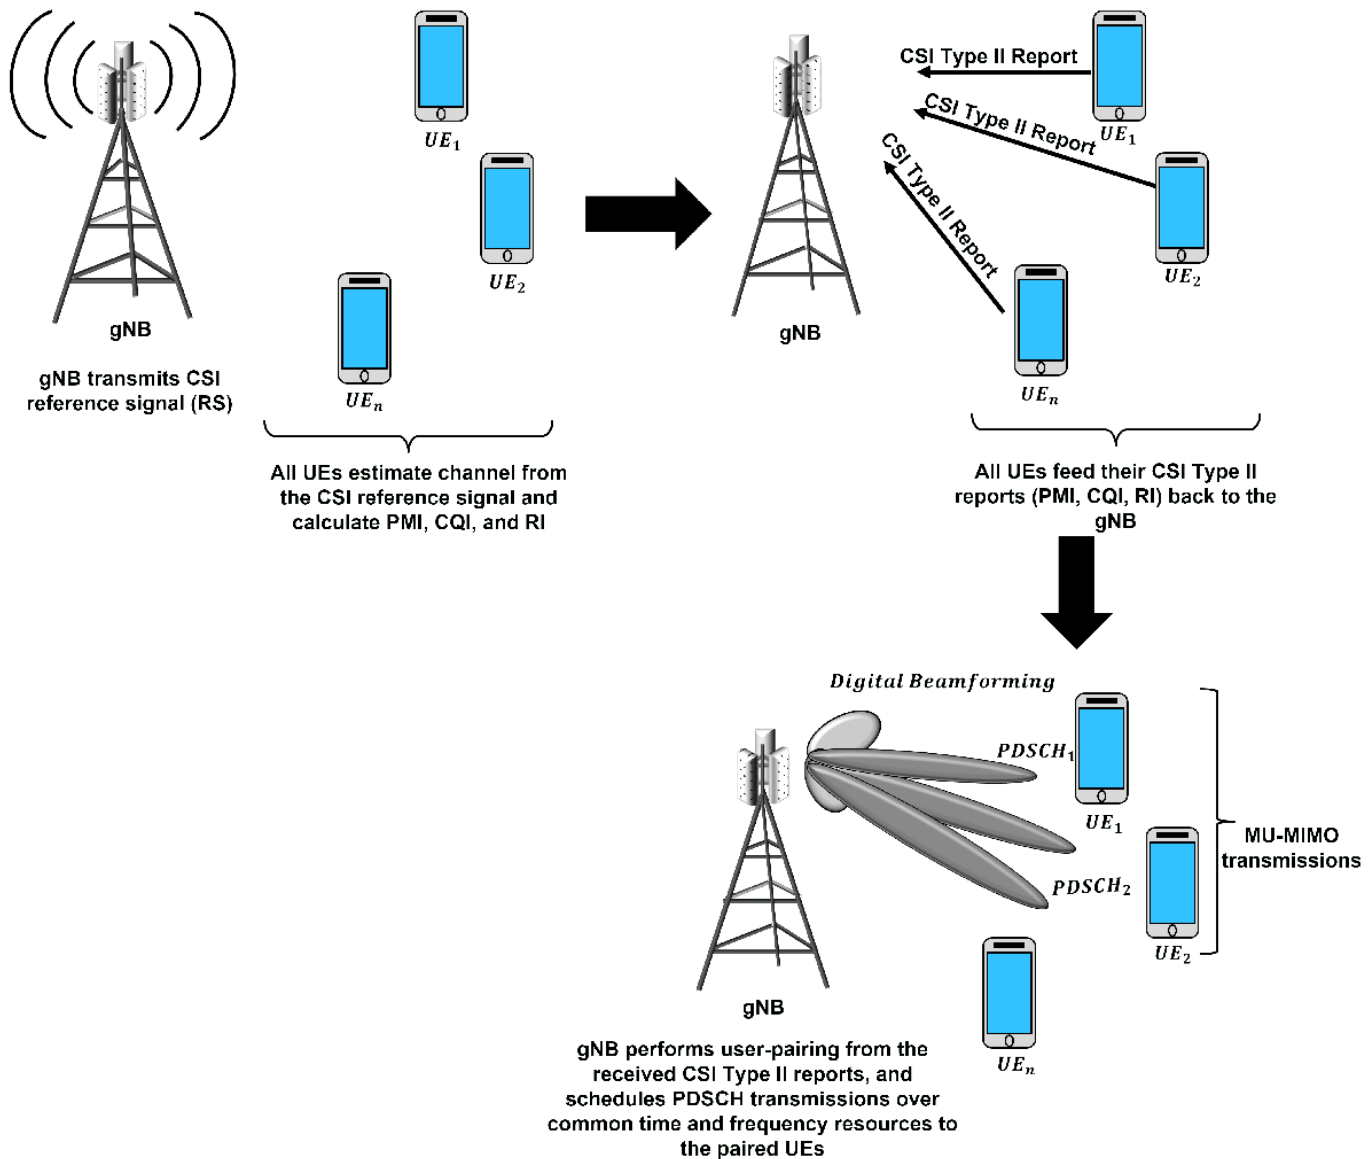 UE₁
UE₂
UEₙ
gNB
gNB transmits CSI
reference signal (RS)
All UEs estimate channel from
the CSI reference signal and
calculate PMI, CQI, and RI
CSI Type II Report
CSI Type II Report
CSI Type II Report
UE₁
UE₂
UEₙ
gNB
All UEs feed their CSI Type II
reports (PMI, CQI, RI) back to the
gNB
Digital Beamforming
PDSCH₁
UE₁
PDSCH₂
UE₂
MU-MIMO
transmissions
UEₙ
gNB
gNB performs user-pairing from the
received CSI Type II reports, and
schedules PDSCH transmissions over
common time and frequency resources to
the paired UEs